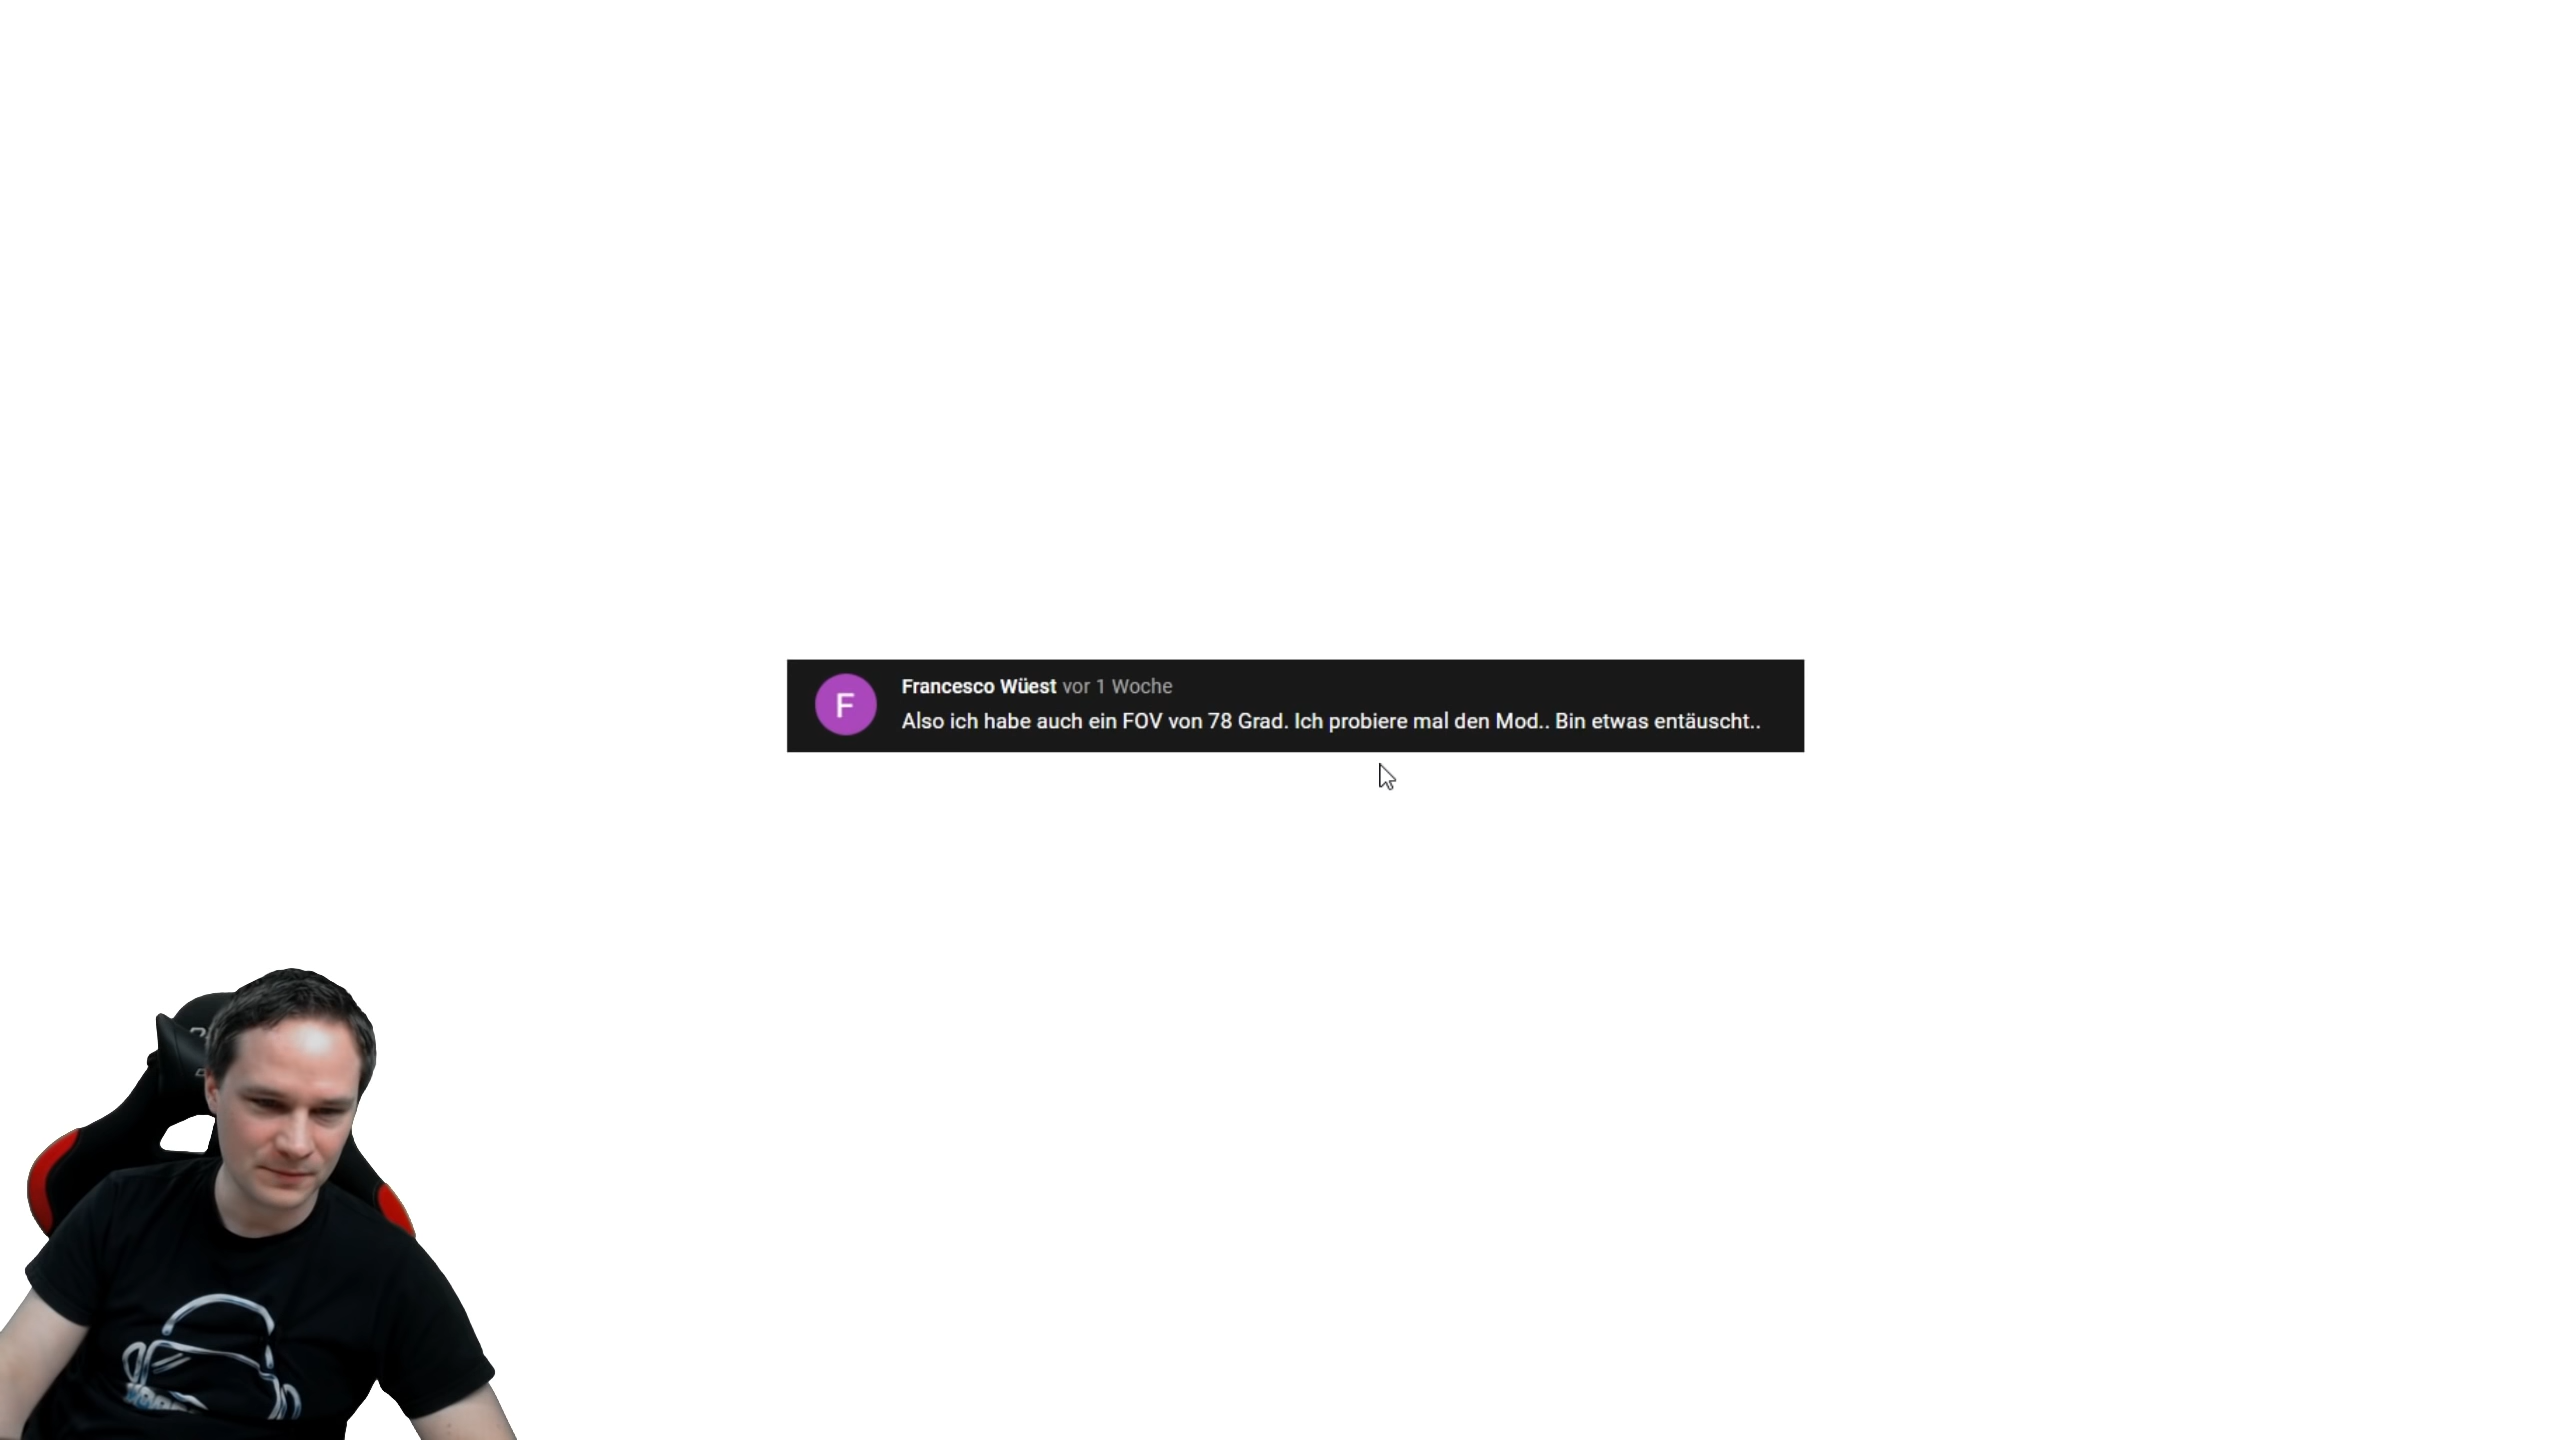 F
Francesco Wüest vor 1 Woche
Also ich habe auch ein FOV von 78 Grad. Ich probiere mal den Mod.. Bin etwas entäuscht..